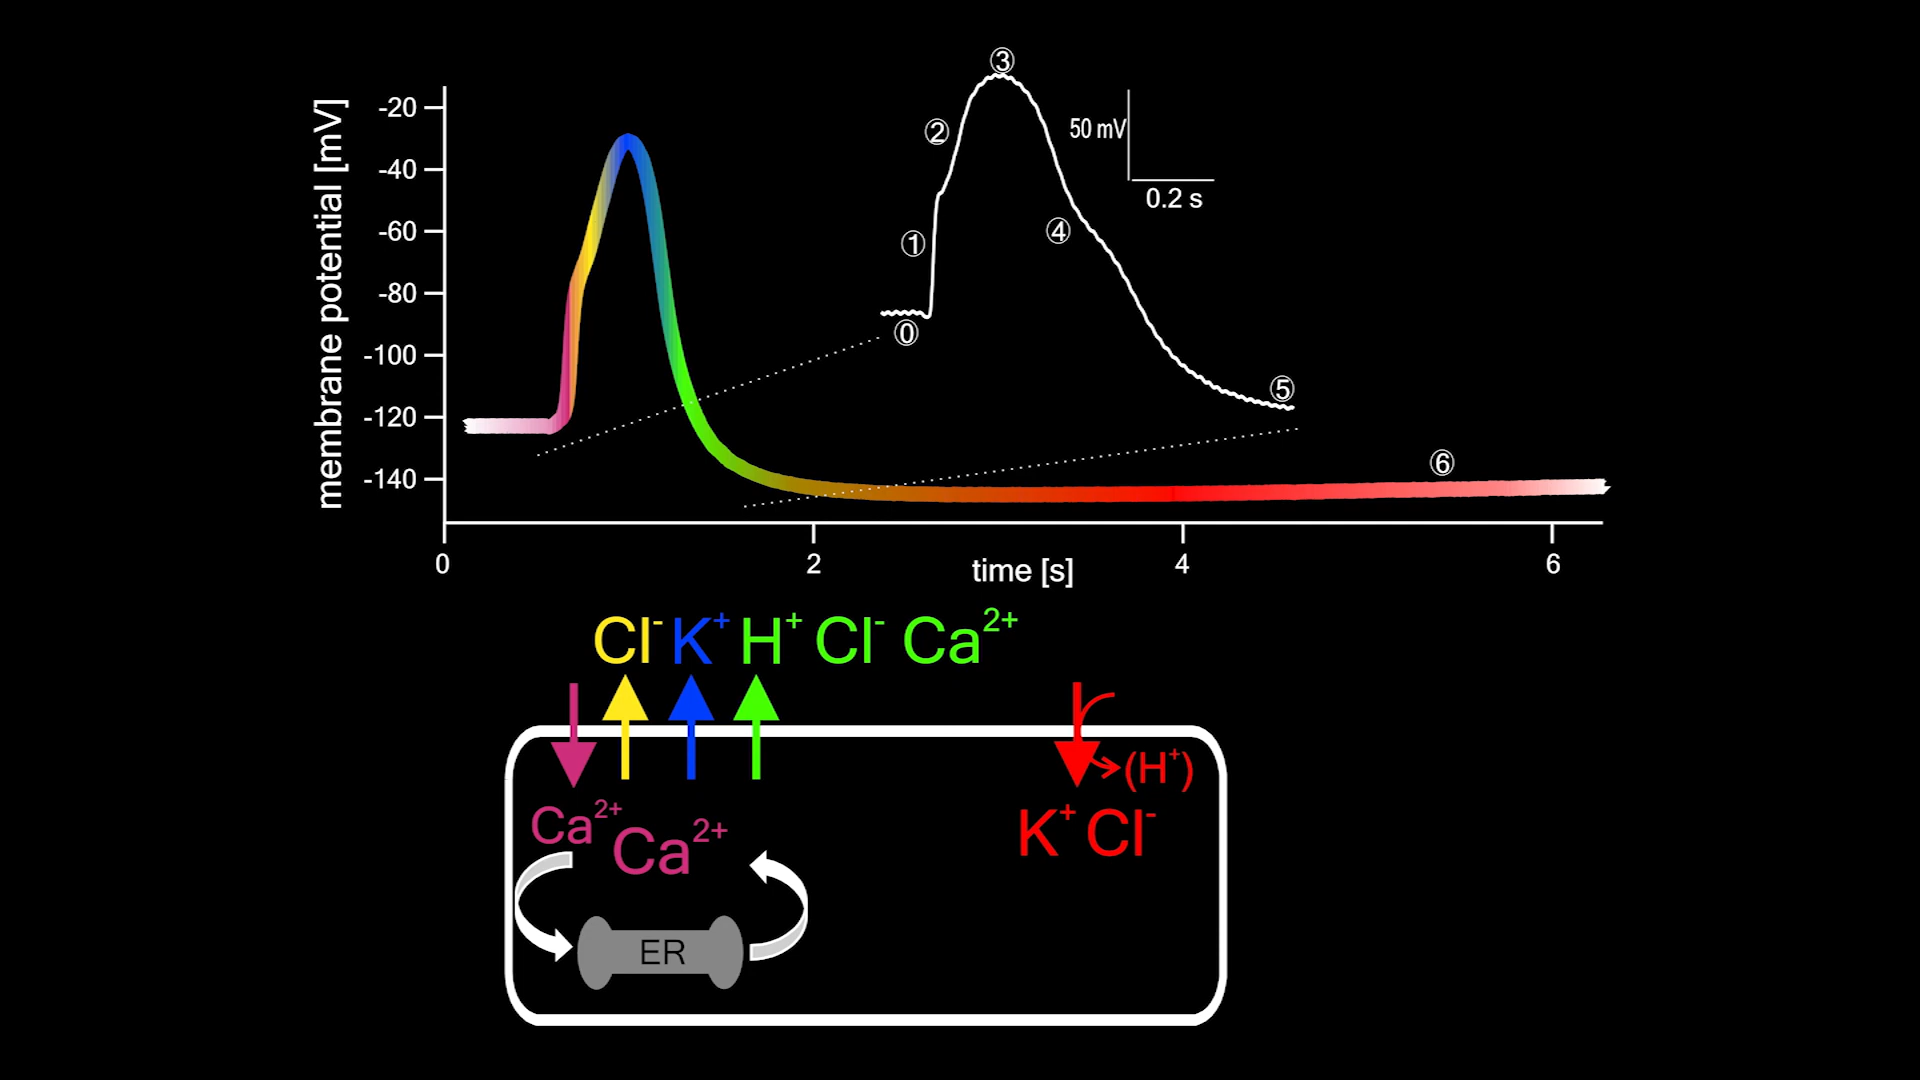 ③
-20
②
50 mV
0.2 s
-40
-60
①
④
-80
⓪
-100
⑤
-120
⑥
-140
membrane potential [mV]
0
2
4
6
time [s]
Cl⁻ K⁺ H⁺ Cl⁻ Ca²⁺
(H⁺)
Ca²⁺ Ca²⁺
K⁺ Cl⁻
ER